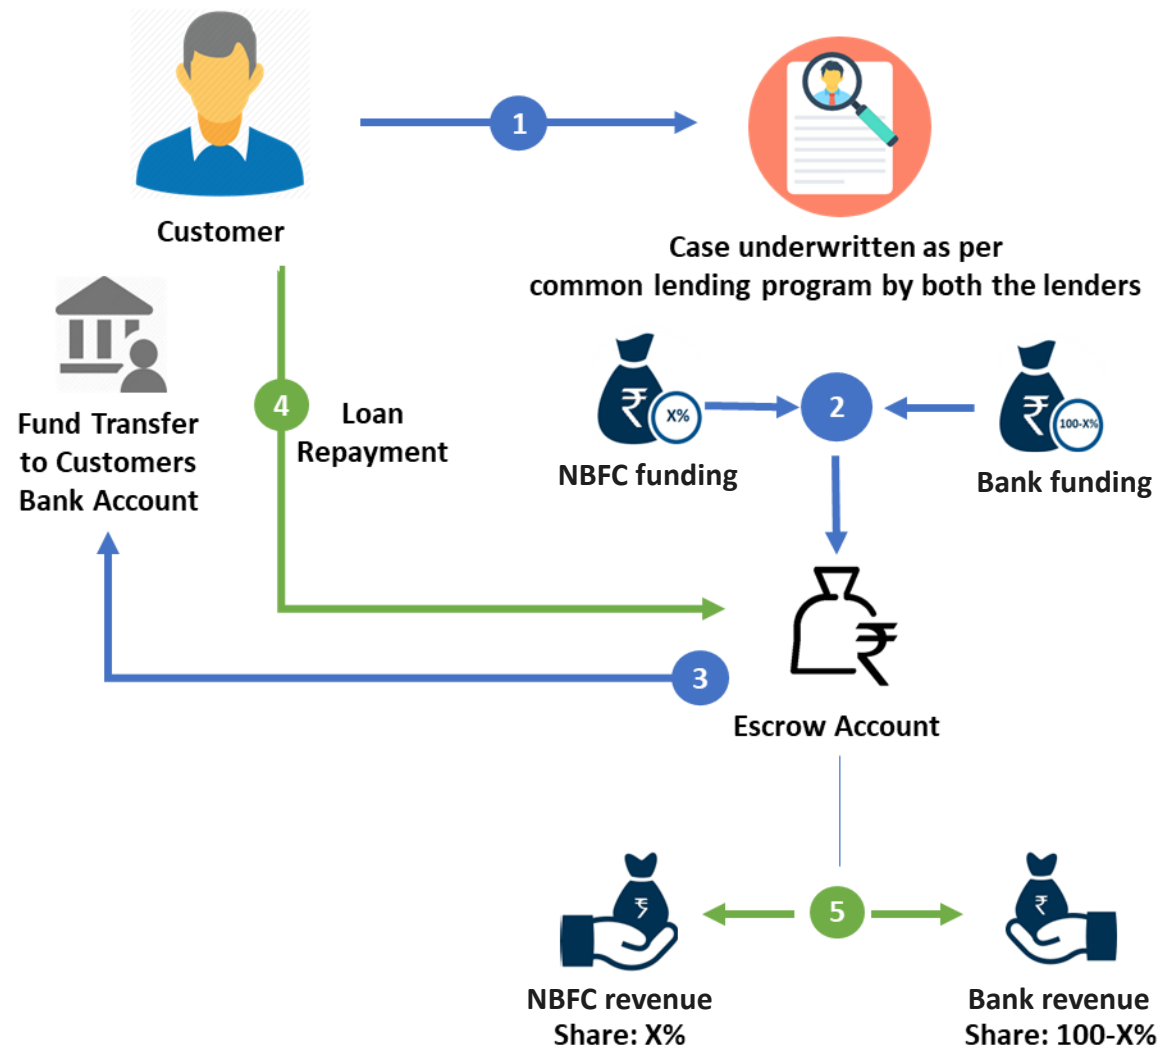 1
Customer
Case underwritten as per
common lending program by both the lenders
4
Loan
Repayment
Fund Transfer
to Customers
Bank Account
₹
X%
2
₹
100-X%
NBFC funding
Bank funding
₹
3
Escrow Account
₹
5
₹
NBFC revenue
Share: X%
Bank revenue
Share: 100-X%